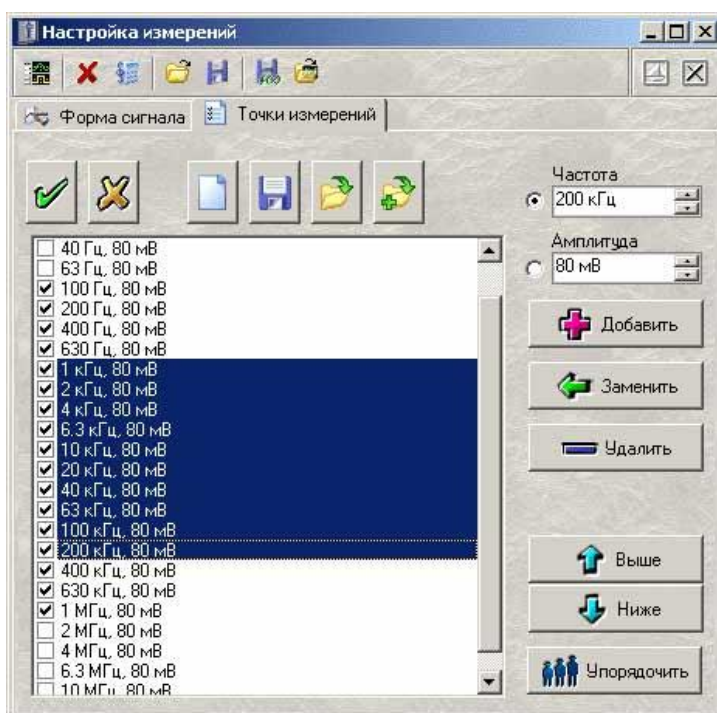 Настройка измерений
Форма сигнала
Точки измерений
Частота
200 кГц
Амплитуда
80 мВ
40 Гц, 80 мВ
63 Гц, 80 мВ
100 Гц, 80 мВ
200 Гц, 80 мВ
400 Гц, 80 мВ
630 Гц, 80 мВ
1 кГц, 80 мВ
2 кГц, 80 мВ
4 кГц, 80 мВ
6.3 кГц, 80 мВ
10 кГц, 80 мВ
20 кГц, 80 мВ
40 кГц, 80 мВ
63 кГц, 80 мВ
100 кГц, 80 мВ
200 кГц, 80 мВ
400 кГц, 80 мВ
630 кГц, 80 мВ
1 МГц, 80 мВ
2 МГц, 80 мВ
4 МГц, 80 мВ
6.3 МГц, 80 мВ
10 МГц, 80 мВ
Добавить
Заменить
Удалить
Выше
Ниже
Упорядочить